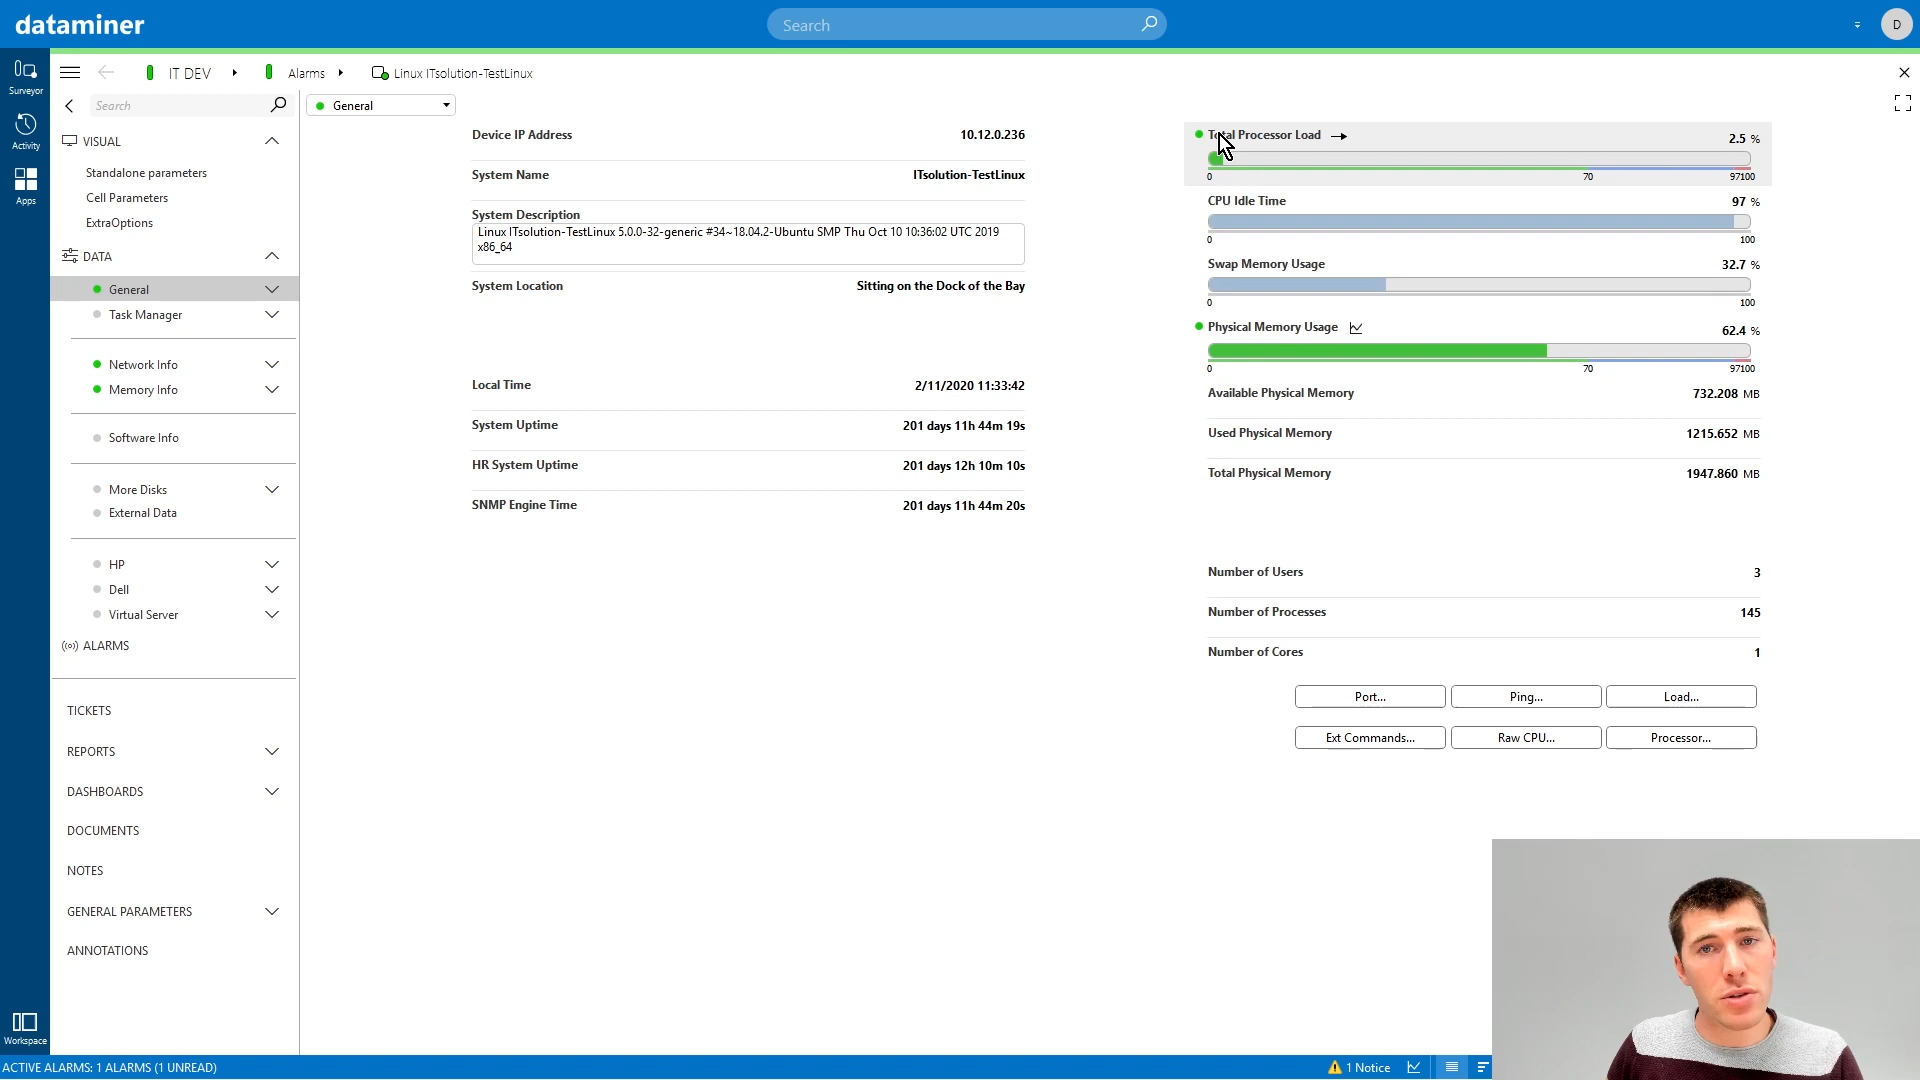 dataminer
Search
D
Surveyor
Activity
Apps
Workspace
IT DEV
Alarms
Linux ITsolution-TestLinux
Search
VISUAL
Standalone parameters
Cell Parameters
ExtraOptions
DATA
General
Task Manager
Network Info
Memory Info
Software Info
More Disks
External Data
HP
Dell
Virtual Server
ALARMS
TICKETS
REPORTS
DASHBOARDS
DOCUMENTS
NOTES
GENERAL PARAMETERS
ANNOTATIONS
General
Device IP Address 10.12.0.236
System Name ITsolution-TestLinux
System Description
Linux ITsolution-TestLinux 5.0.0-32-generic #34~18.04.2-Ubuntu SMP Thu Oct 10 10:36:02 UTC 2019
x86_64
System Location Sitting on the Dock of the Bay
Local Time 2/11/2020 11:33:42
System Uptime 201 days 11h 44m 19s
HR System Uptime 201 days 12h 10m 10s
SNMP Engine Time 201 days 11h 44m 20s
Total Processor Load 2.5 %
0 70 97100
CPU Idle Time 97 %
0 100
Swap Memory Usage 32.7 %
0 100
Physical Memory Usage 62.4 %
0 70 97100
Available Physical Memory 732.208 MB
Used Physical Memory 1215.652 MB
Total Physical Memory 1947.860 MB
Number of Users 3
Number of Processes 145
Number of Cores 1
Port... Ping... Load...
Ext Commands... Raw CPU... Processor...
ACTIVE ALARMS: 1 ALARMS (1 UNREAD)
1 Notice